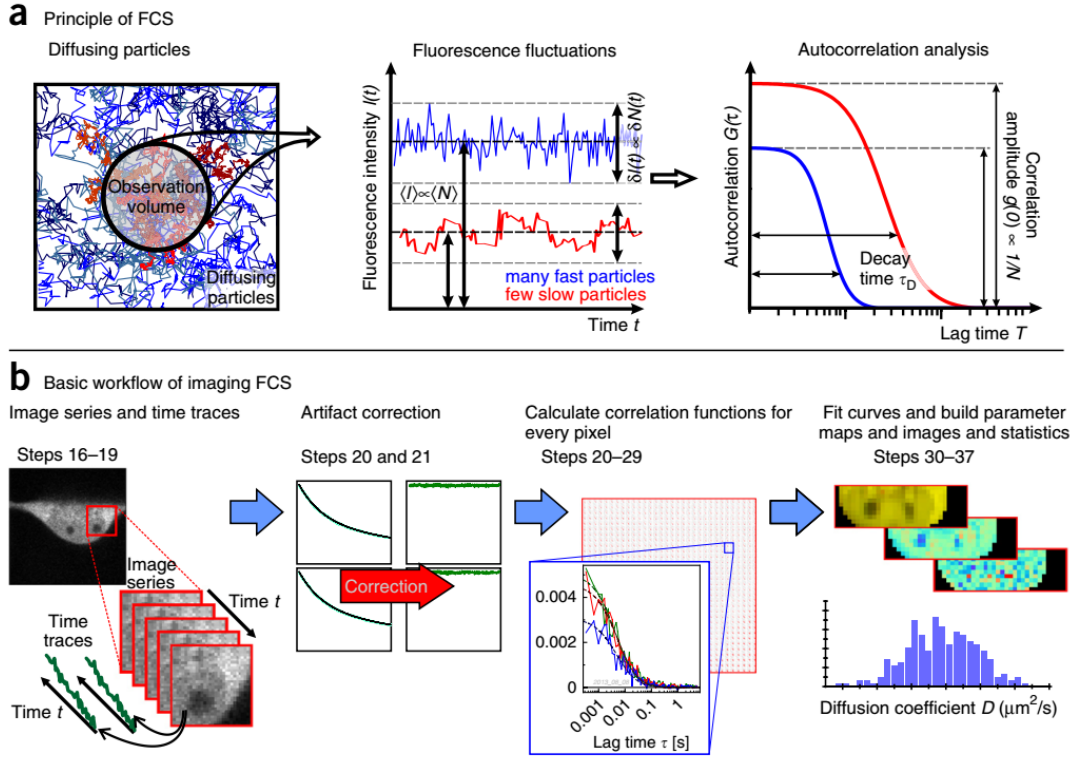 a Principle of FCS
Diffusing particles
Observation
volume
Diffusing
particles
Fluorescence fluctuations
Fluorescence intensity I(t)
⟨I⟩∝⟨N⟩
δI(t) ∝ δN(t)
many fast particles
few slow particles
Time t
Autocorrelation analysis
Autocorrelation G(τ)
Decay
time τD
Correlation
amplitude g(0) ∝ 1/N
Lag time T
b Basic workflow of imaging FCS
Image series and time traces
Steps 16–19
Image
series
Time t
Time
traces
Time t
Artifact correction
Steps 20 and 21
Correction
Calculate correlation functions for
every pixel
Steps 20–29
0.004
0.002
0
0.001
0.01
0.1
1
Lag time τ [s]
Fit curves and build parameter
maps and images and statistics
Steps 30–37
Diffusion coefficient D (μm²/s)